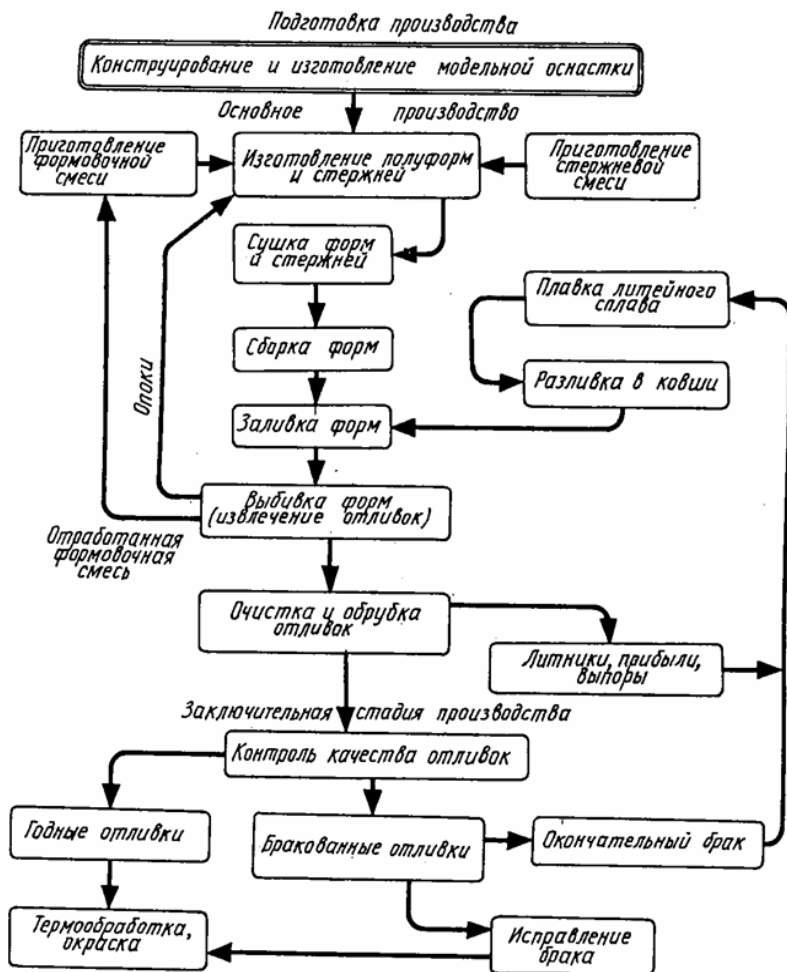 Подготовка производства
Конструирование и изготовление модельной оснастки
Основное производство
Приготовление
формовочной
смеси
Изготовление полуформ
и стержней
Приготовление
стержневой
смеси
Сушка форм
и стержней
Плавка литейного
сплава
Сборка форм
Разливка в ковши
Опоки
Заливка форм
Выбивка форм
(извлечение отливок)
Отработанная
формовочная
смесь
Очистка и обрубка
отливок
Литники, прибыли,
выпоры
Заключительная стадия производства
Контроль качества отливок
Годные отливки
Бракованные отливки
Окончательный брак
Термообработка,
окраска
Исправление
брака